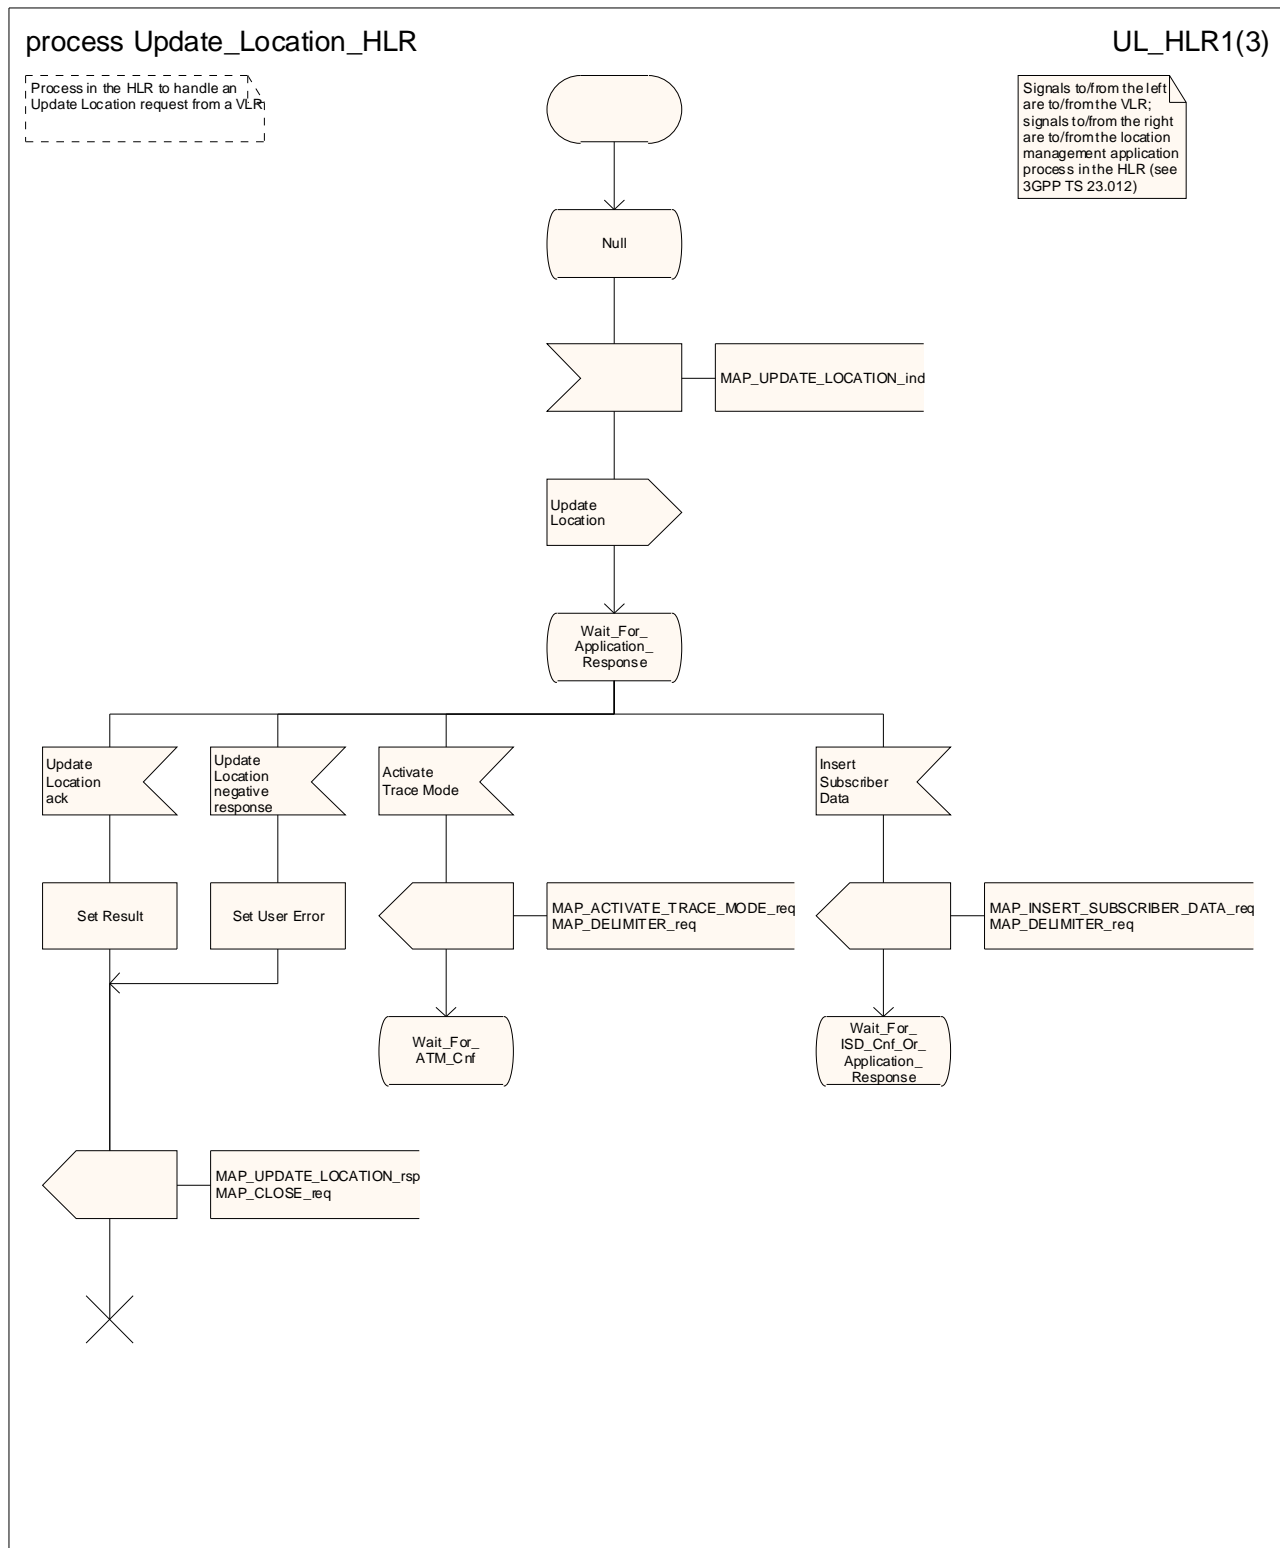 process Update_Location_HLR
UL_HLR1(3)
Process in the HLR to handle an
Update Location request from a VLR
Signals to/from the left
are to/from the VLR;
signals to/from the right
are to/from the location
management application
process in the HLR (see
3GPP TS 23.012)
Null
MAP_UPDATE_LOCATION_ind
Update
Location
Wait_For_
Application_
Response
Update
Location
ack
Update
Location
negative
response
Activate
Trace Mode
Insert
Subscriber
Data
Set Result
Set User Error
MAP_ACTIVATE_TRACE_MODE_req
MAP_DELIMITER_req
MAP_INSERT_SUBSCRIBER_DATA_req
MAP_DELIMITER_req
Wait_For_
ATM_Cnf
Wait_For_
ISD_Cnf_Or_
Application_
Response
MAP_UPDATE_LOCATION_rsp
MAP_CLOSE_req